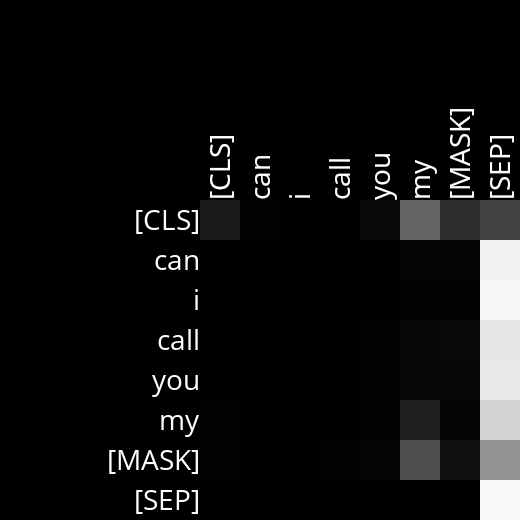 [CLS] can i call you my [MASK] [SEP]
[CLS]
can
i
call
you
my
[MASK]
[SEP]